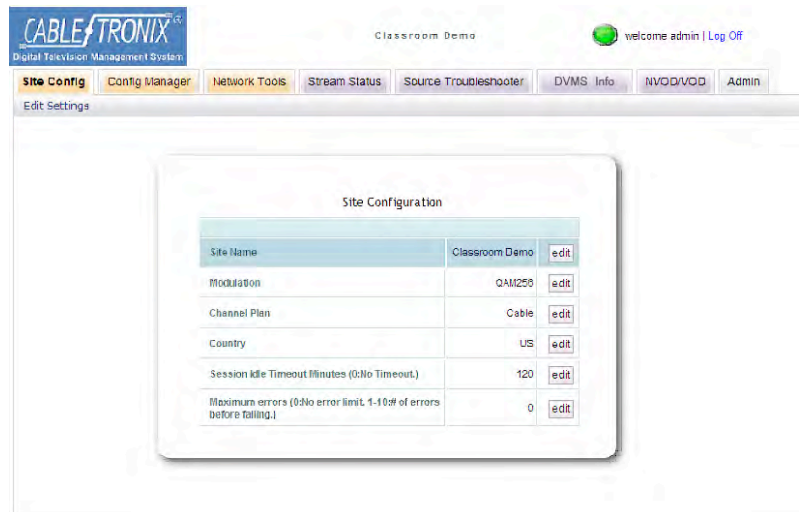 CABLETRONIX
Digital Television Management System
Classroom Demo
welcome admin | Log Off
Site Config
Config Manager
Network Tools
Stream Status
Source Troubleshooter
DVMS Info
NVOD/VOD
Admin
Edit Settings
Site Configuration
Site Name Classroom Demo edit
Modulation QAM256 edit
Channel Plan Cable edit
Country US edit
Session Idle Timeout Minutes (0:No Timeout.) 120 edit
Maximum errors (0:No error limit. 1-10:# of errors
before failing.) 0 edit